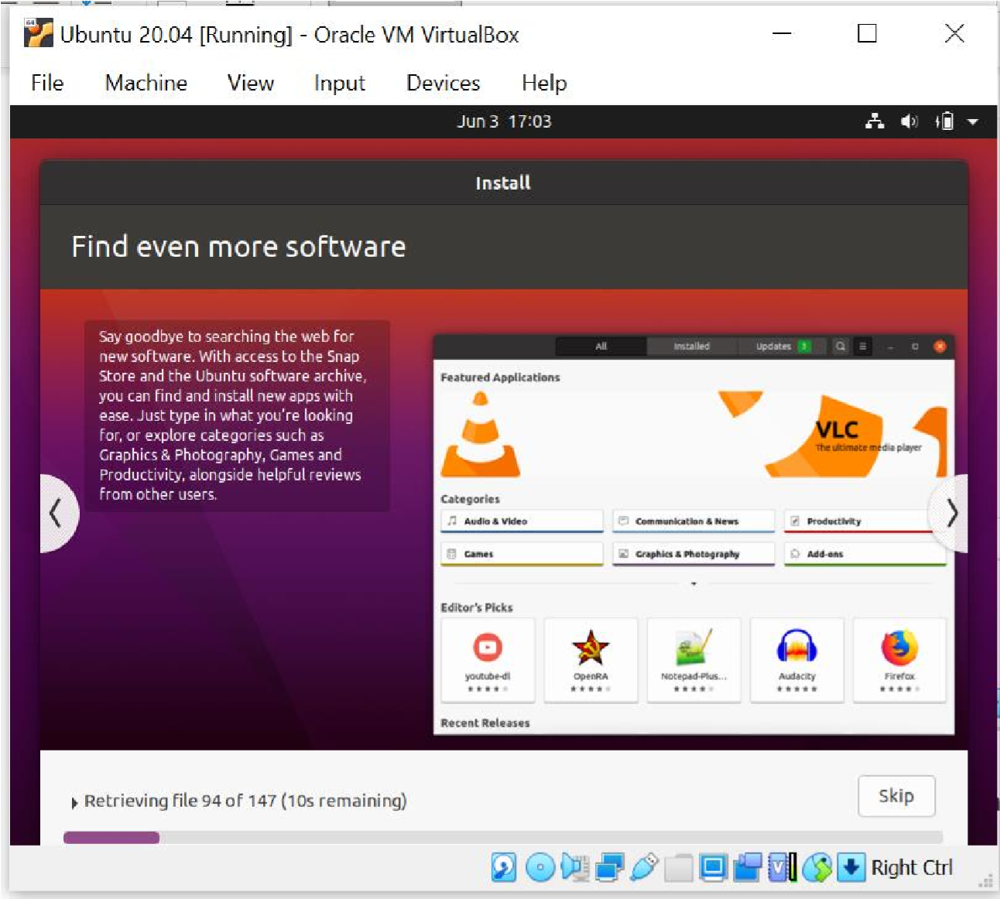 Ubuntu 20.04 [Running] - Oracle VM VirtualBox
File Machine View Input Devices Help
Jun 3 17:03
Install
Find even more software
Say goodbye to searching the web for
new software. With access to the Snap
Store and the Ubuntu software archive,
you can find and install new apps with
ease. Just type in what you're looking
for, or explore categories such as
Graphics & Photography, Games and
Productivity, alongside helpful reviews
from other users.
All Installed Updates
Featured Applications
VLC
The ultimate media player
Categories
Audio & Video Communication & News Productivity
Games Graphics & Photography Add-ons
Editor's Picks
youtube-dl OpenRA Notepad-Plus... Audacity Firefox
Recent Releases
Retrieving file 94 of 147 (10s remaining)
Skip
Right Ctrl